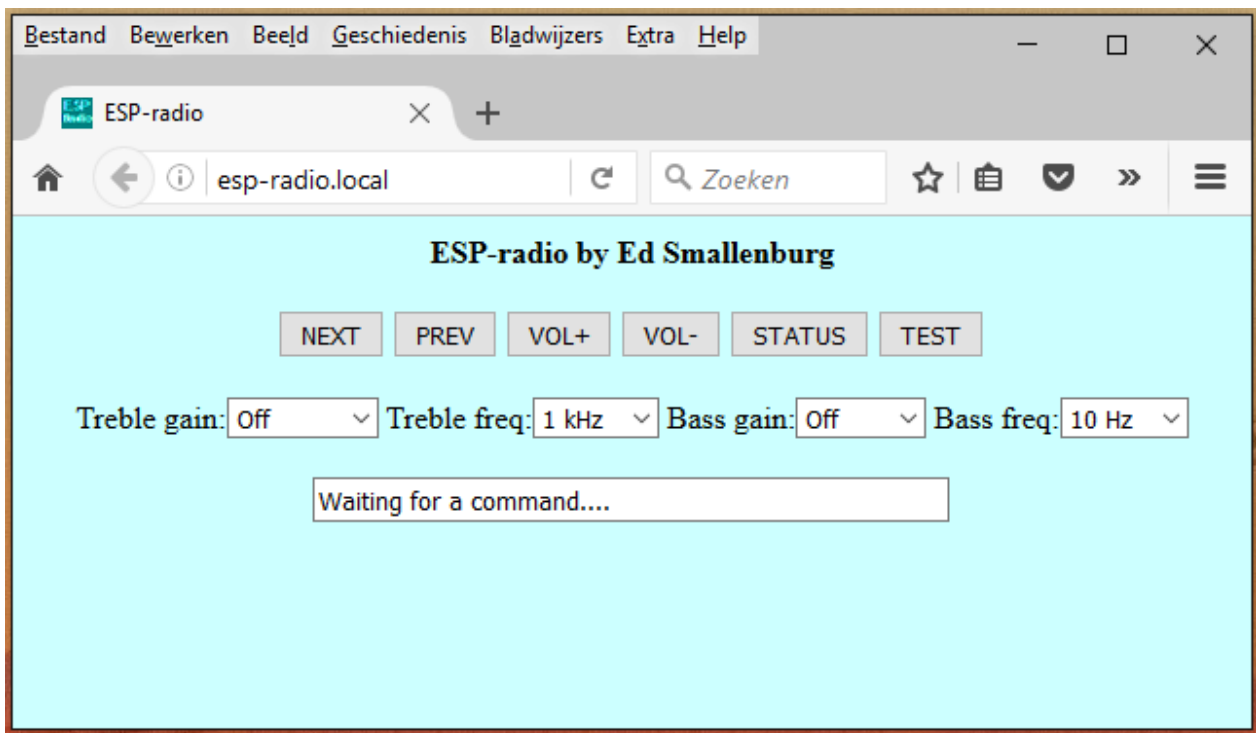 Bestand Bewerken Beeld Geschiedenis Bladwijzers Extra Help
ESP Radio ESP-radio
esp-radio.local Zoeken
ESP-radio by Ed Smallenburg
NEXT PREV VOL+ VOL- STATUS TEST
Treble gain: Off Treble freq: 1 kHz Bass gain: Off Bass freq: 10 Hz
Waiting for a command....